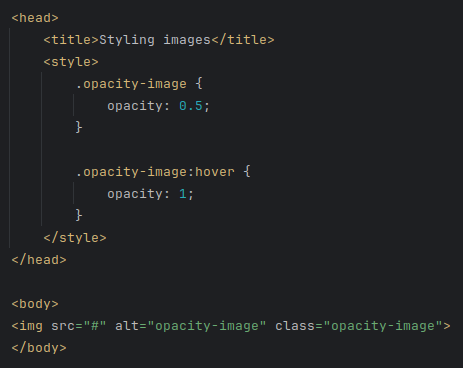 <head>
    <title>Styling images</title>
    <style>
        .opacity-image {
            opacity: 0.5;
        }

        .opacity-image:hover {
            opacity: 1;
        }
    </style>
</head>

<body>
<img src="#" alt="opacity-image" class="opacity-image">
</body>